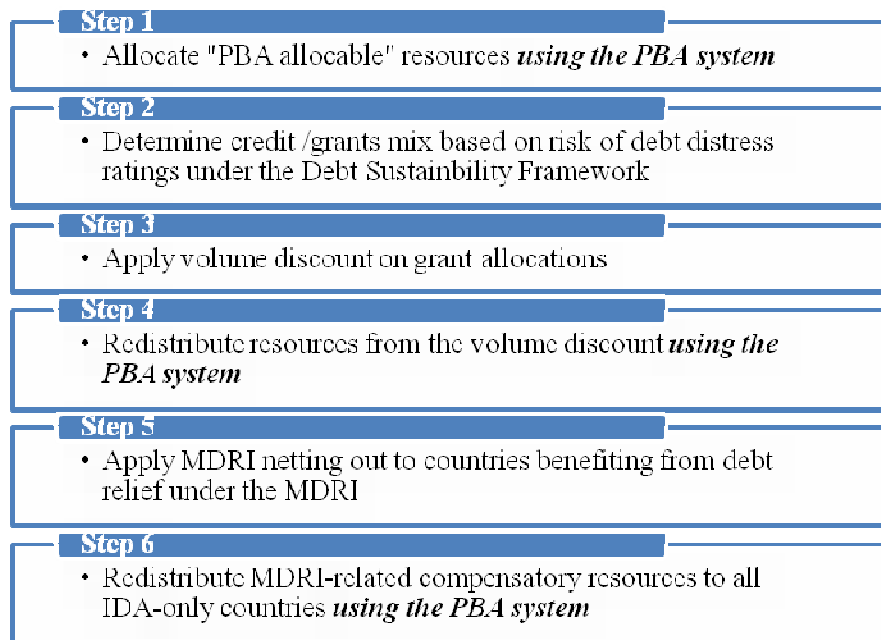 Step 1
• Allocate "PBA allocable" resources using the PBA system
Step 2
• Determine credit /grants mix based on risk of debt distress
ratings under the Debt Sustainbility Framework
Step 3
• Apply volume discount on grant allocations
Step 4
• Redistribute resources from the volume discount using the
PBA system
Step 5
• Apply MDRI netting out to countries benefiting from debt
relief under the MDRI
Step 6
• Redistribute MDRI-related compensatory resources to all
IDA-only countries using the PBA system